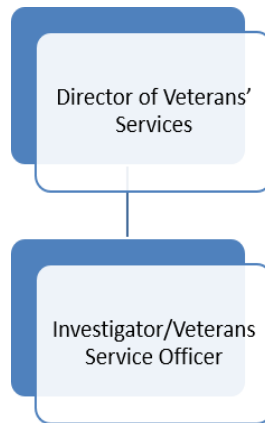 Director of Veterans’
Services
Investigator/Veterans
Service Officer